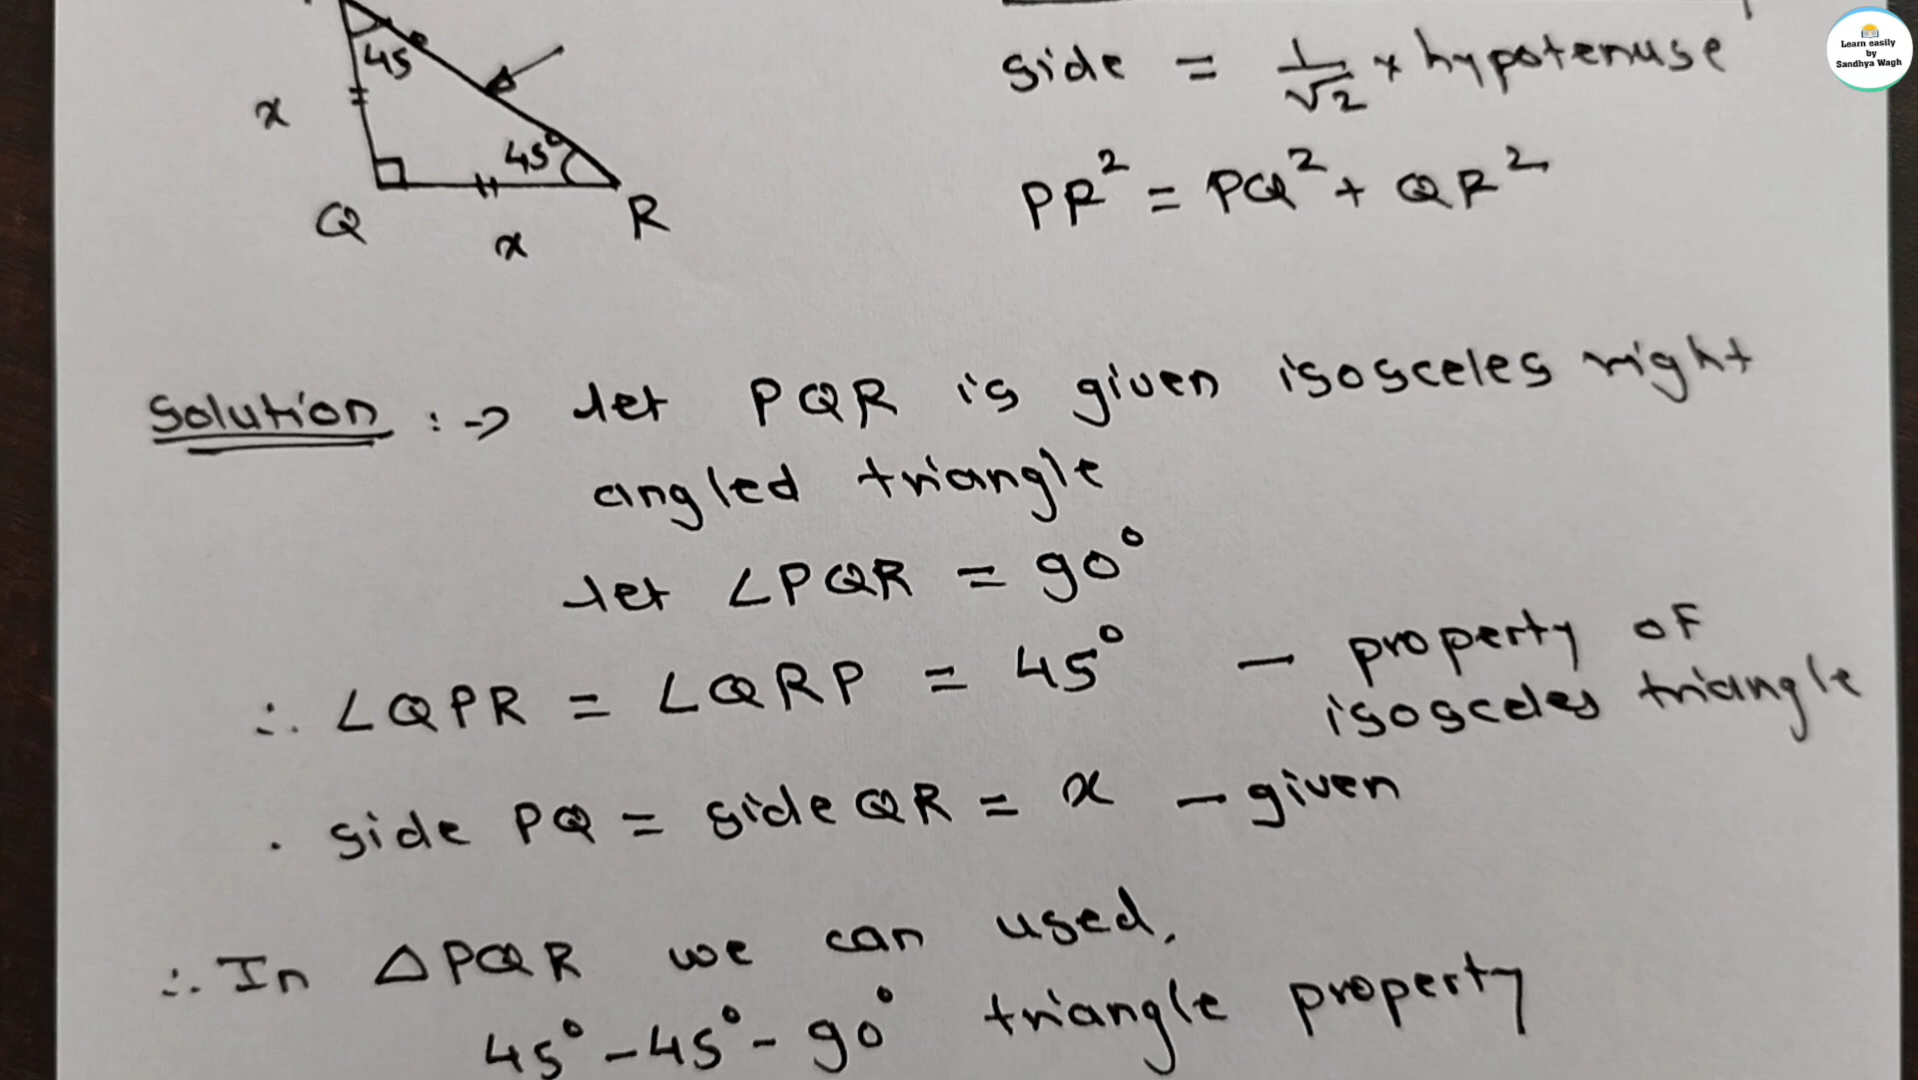 45
x
45°
Q
x
R
side = 1/√2 × hypotenuse
PR² = PQ² + QR²
Learn easily
by
Sandhya Wagh
Solution :→ let PQR is given isosceles right
angled triangle
let ∠PQR = 90°
∴ ∠QPR = ∠QRP = 45° — property of
isosceles triangle
. side PQ = side QR = x — given
∴ In △PQR we can used,
45° – 45° – 90° triangle property